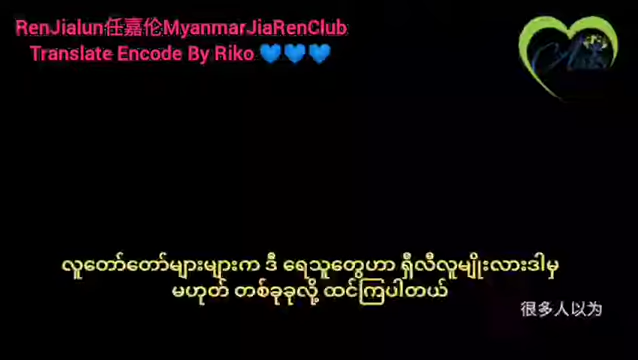 RenJialun任嘉伦MyanmarJiaRenClub
Translate Encode By Riko 💙💙💙
လူတော်တော်များများက ဒီ ရေသူတွေဟာ ရှီလီလူမျိုးလားဒါမှ
မဟုတ် တစ်ခုခုလို့ ထင်ကြပါတယ်
很多人以为